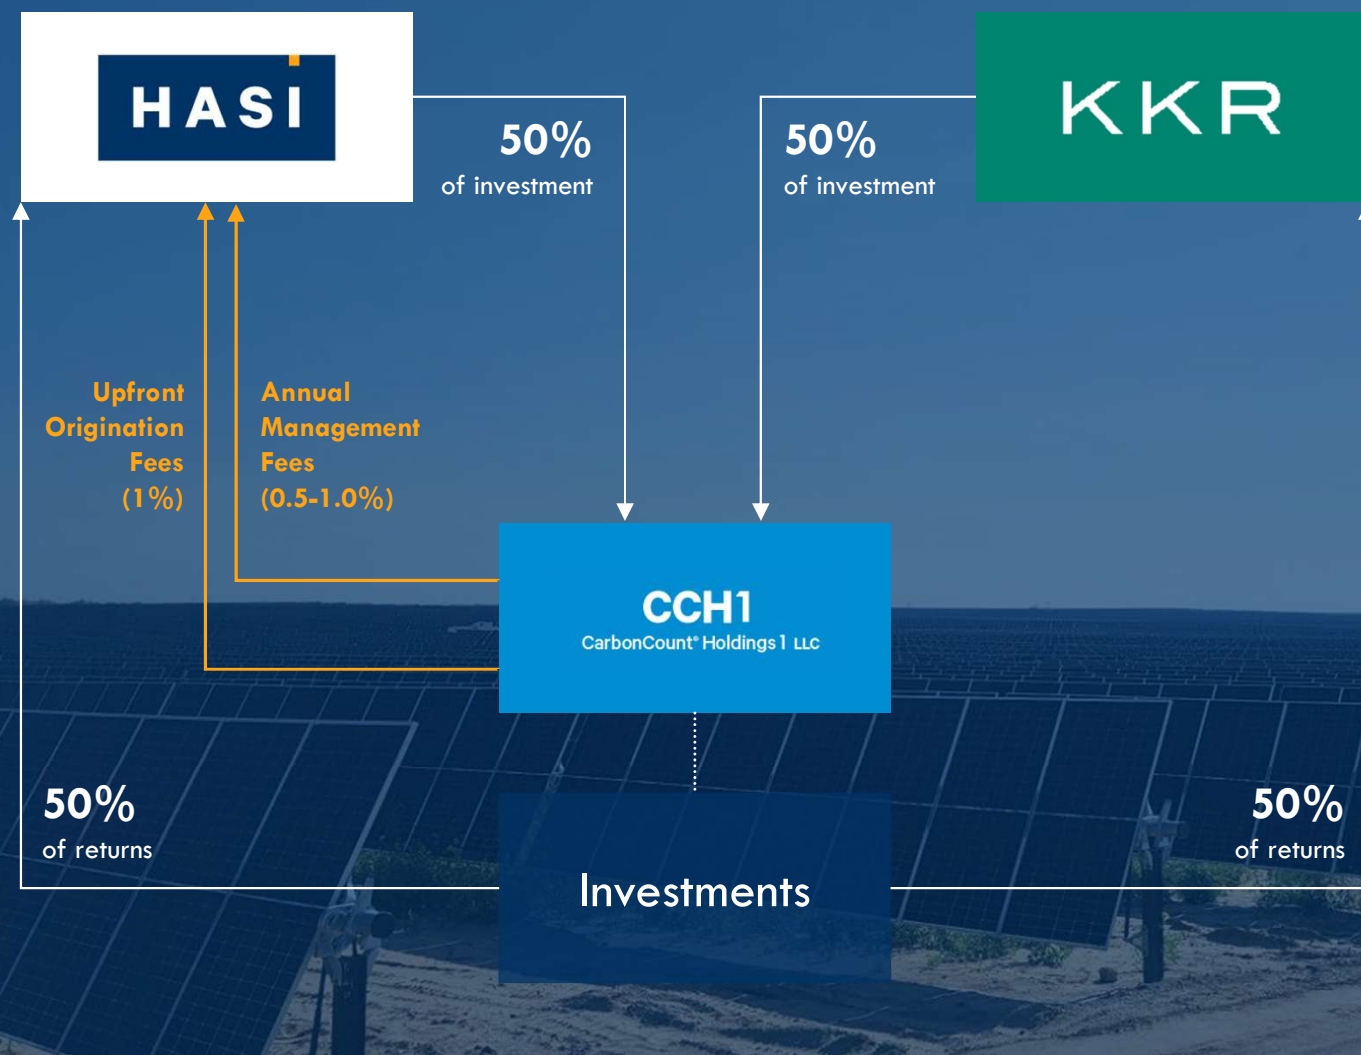 HASI
KKR
50%
of investment
50%
of investment
Upfront
Origination
Fees
(1%)
Annual
Management
Fees
(0.5-1.0%)
CCH1
CarbonCount® Holdings 1 LLC
50%
of returns
50%
of returns
Investments